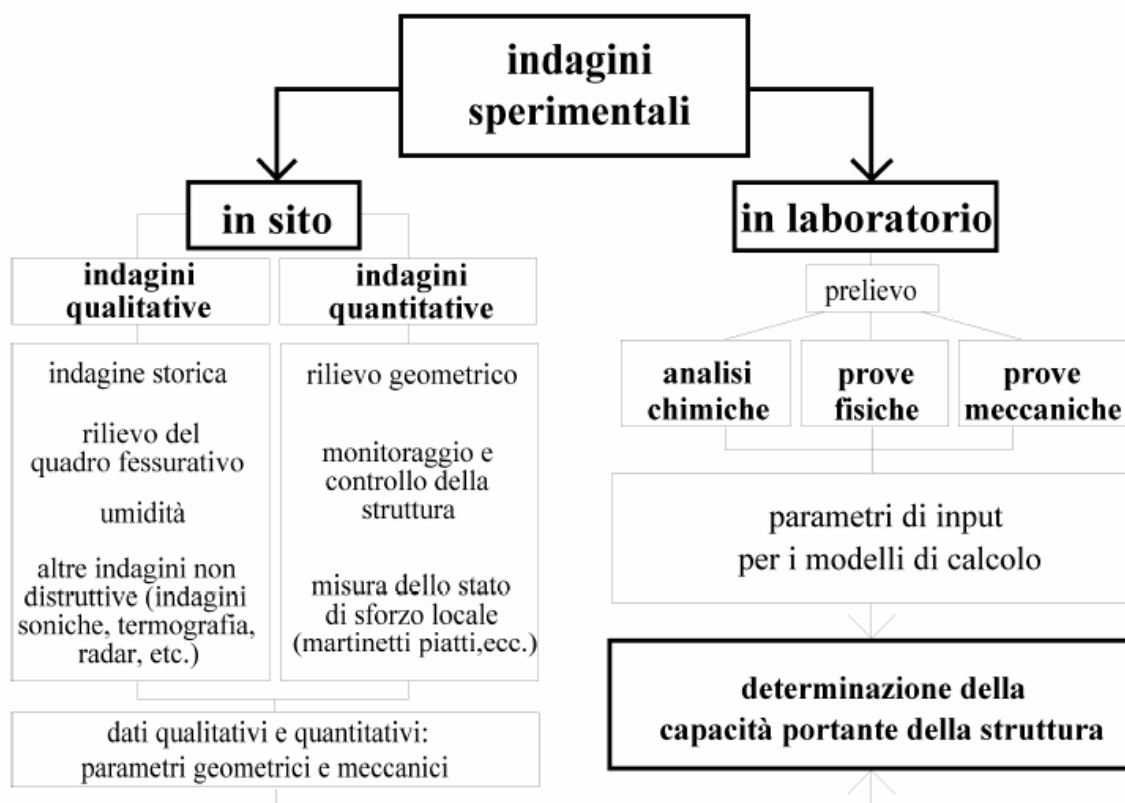 indagini
sperimentali
in sito
in laboratorio
indagini
qualitative
indagini
quantitative
prelievo
indagine storica
rilievo del
quadro fessurativo
umidità
altre indagini non
distruttive (indagini
soniche, termografia,
radar, etc.)
rilievo geometrico
monitoraggio e
controllo della
struttura
misura dello stato
di sforzo locale
(martinetti piatti,ecc.)
dati qualitativi e quantitativi:
parametri geometrici e meccanici
analisi
chimiche
prove
fisiche
prove
meccaniche
parametri di input
per i modelli di calcolo
determinazione della
capacità portante della struttura